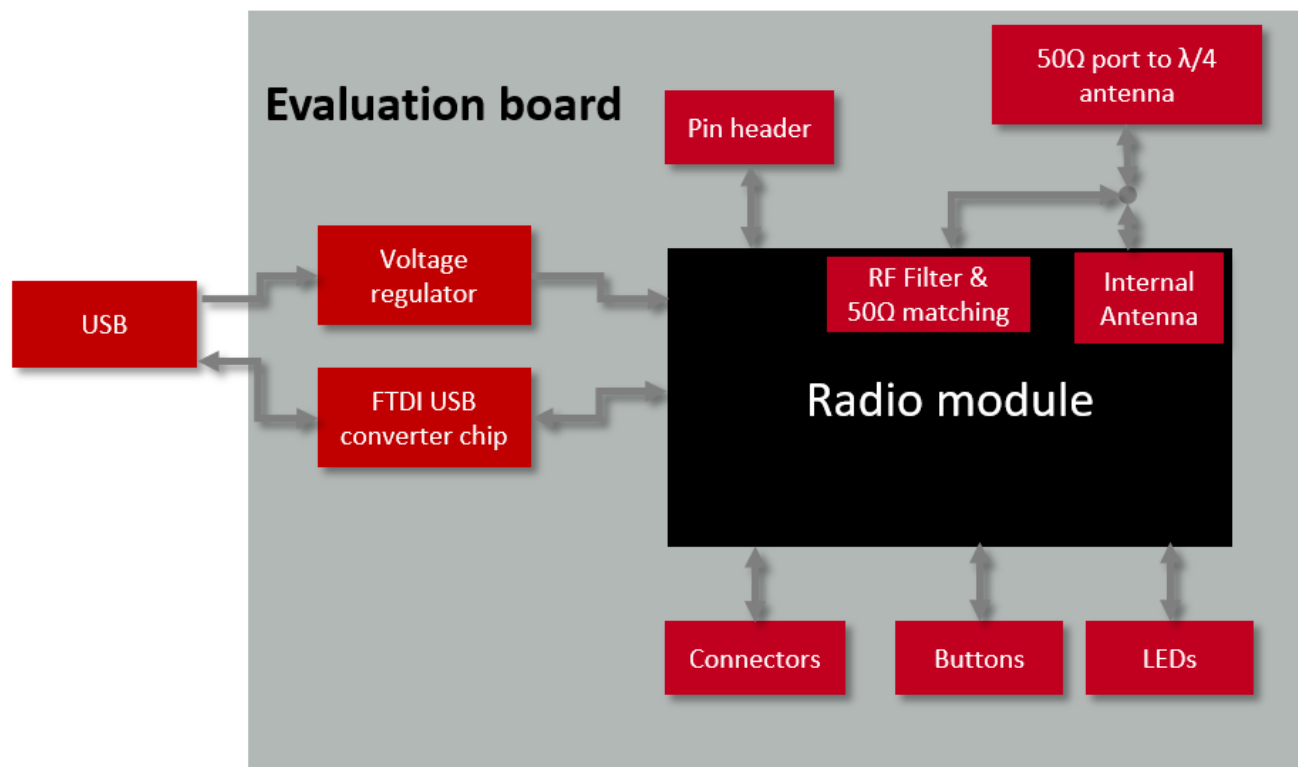 50Ω port to λ/4
antenna
Evaluation board
Pin header
Voltage
regulator
RF Filter &
50Ω matching
Internal
Antenna
USB
FTDI USB
converter chip
Radio module
Connectors
Buttons
LEDs